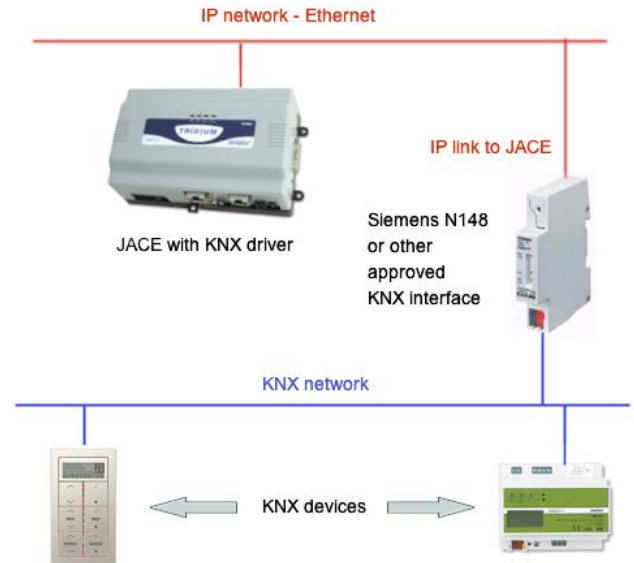 IP network - Ethernet
TRIDIUM
IP link to JACE
JACE with KNX driver
Siemens N148
or other
approved
KNX interface
KNX network
KNX devices